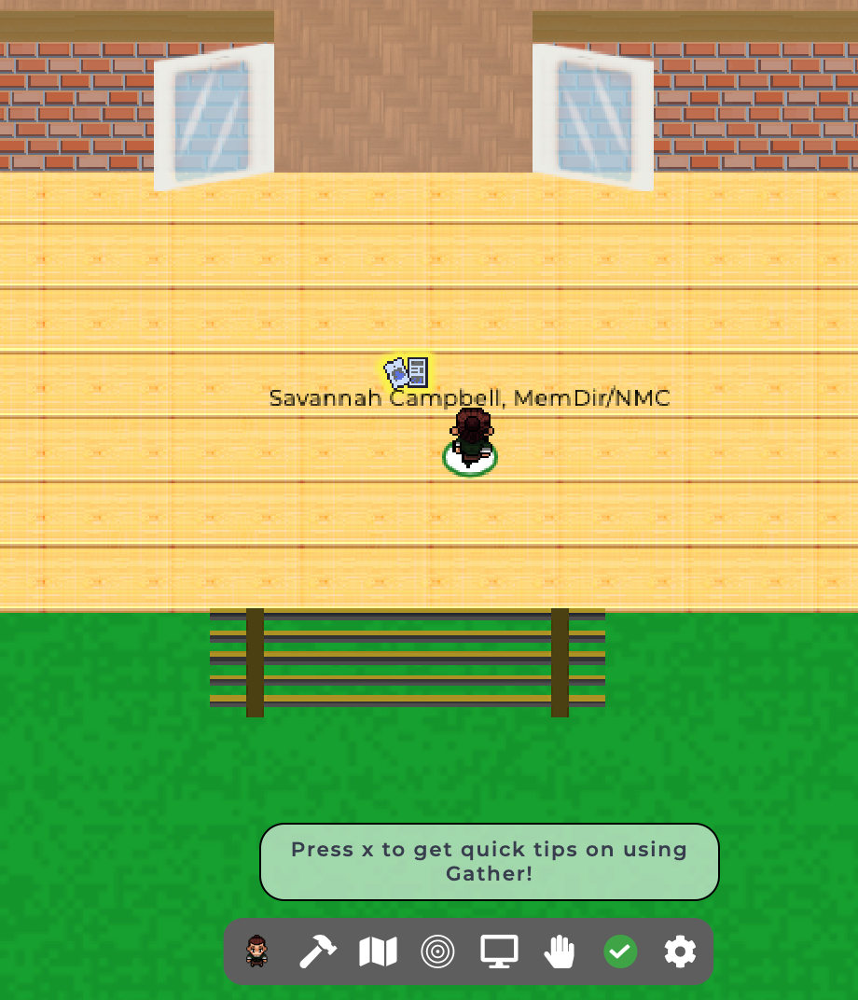 Savannah Campbell, MemDir/NMC
Press x to get quick tips on using
Gather!